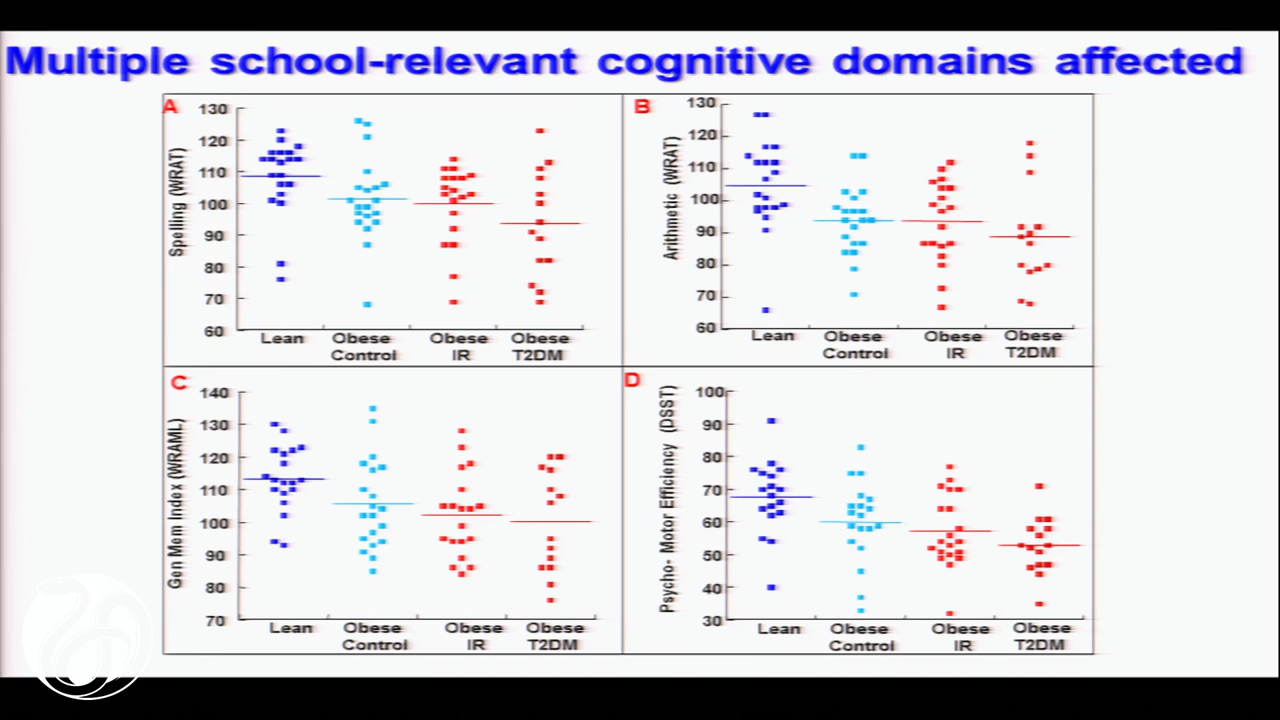 Multiple school-relevant cognitive domains affected
A
Spelling (WRAT)
130
120
110
100
90
80
70
60
Lean
Obese Control
Obese IR
Obese T2DM
B
Arithmetic (WRAT)
130
120
110
100
90
80
70
60
Lean
Obese Control
Obese IR
Obese T2DM
C
Gen Mem Index (WRAML)
140
130
120
110
100
90
80
70
Lean
Obese Control
Obese IR
Obese T2DM
D
Psycho- Motor Efficiency (DSST)
100
90
80
70
60
50
40
30
Lean
Obese Control
Obese IR
Obese T2DM